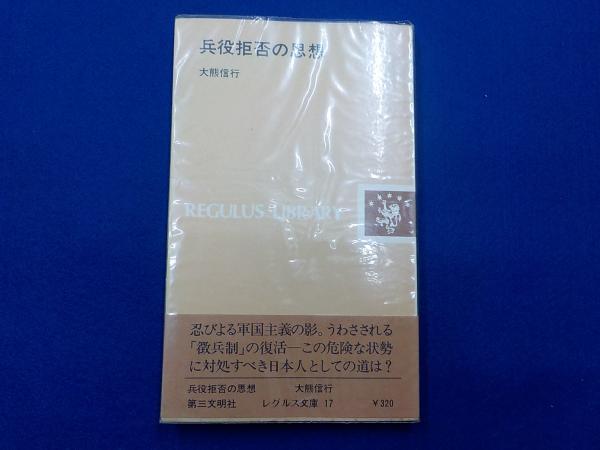 兵役拒否の思想
大熊信行
REGULUS LIBRARY
忍びよる軍国主義の影。うわさされる
「徴兵制」の復活—この危険な状勢
に対処すべき日本人としての道は?
兵役拒否の思想 大熊信行
第三文明社 レグルス文庫 17 ¥320